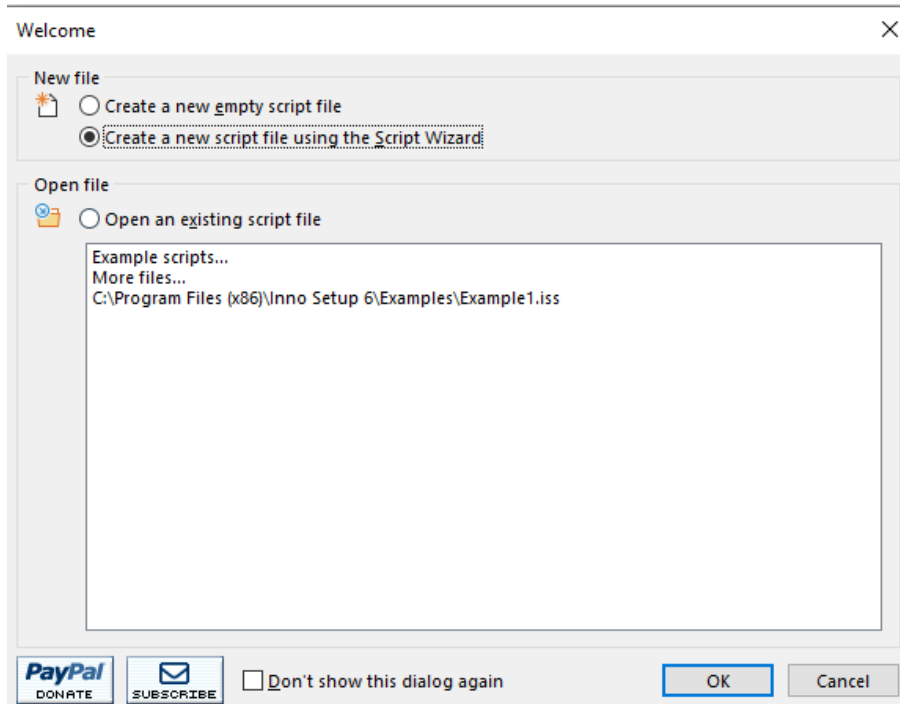 Welcome
New file
Create a new empty script file
Create a new script file using the Script Wizard
Open file
Open an existing script file
Example scripts...
More files...
C:\Program Files (x86)\Inno Setup 6\Examples\Example1.iss
PayPal
DONATE
SUBSCRIBE
Don't show this dialog again
OK
Cancel